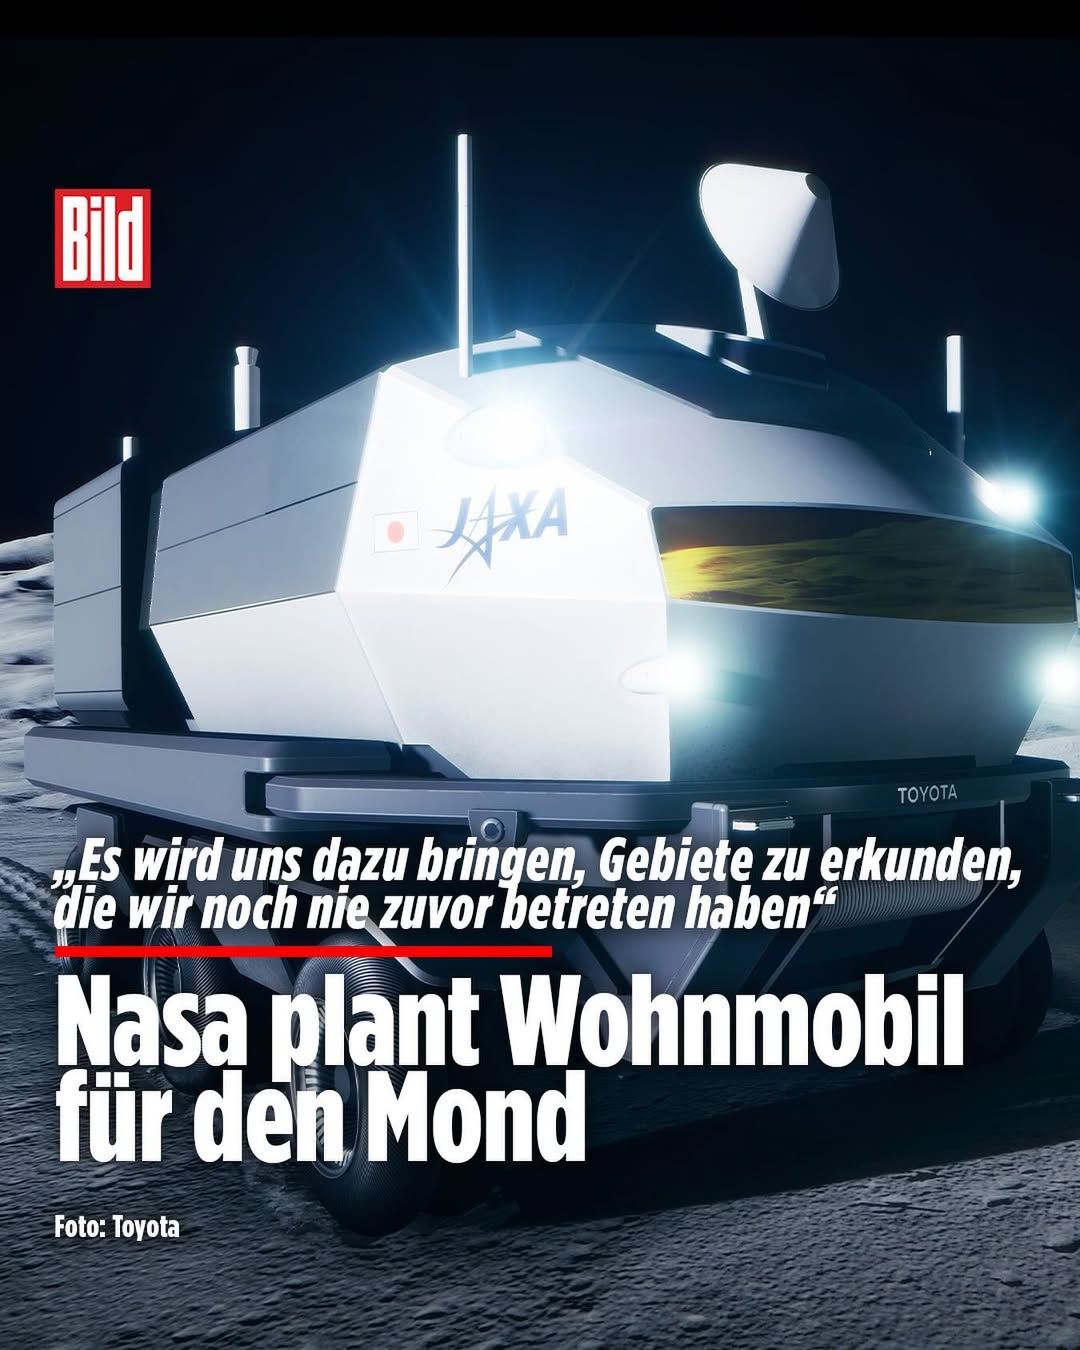 Bild
JAXA
TOYOTA
„Es wird uns dazu bringen, Gebiete zu erkunden,
die wir noch nie zuvor betreten haben“
Nasa plant Wohnmobil
für den Mond
Foto: Toyota